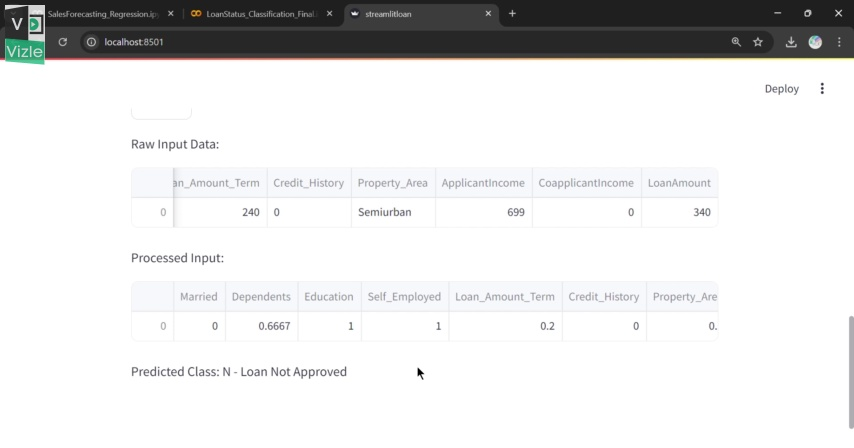 SalesForecasting_Regression.ip
LoanStatus_Classification_Final.i
streamlitloan
V
Vizle
localhost:8501
Deploy
Raw Input Data:
an_Amount_Term Credit_History Property_Area ApplicantIncome CoapplicantIncome LoanAmount
0 240 0 Semiurban 699 0 340
Processed Input:
Married Dependents Education Self_Employed Loan_Amount_Term Credit_History Property_Are
0 0 0.6667 1 1 0.2 0 0.
Predicted Class: N - Loan Not Approved